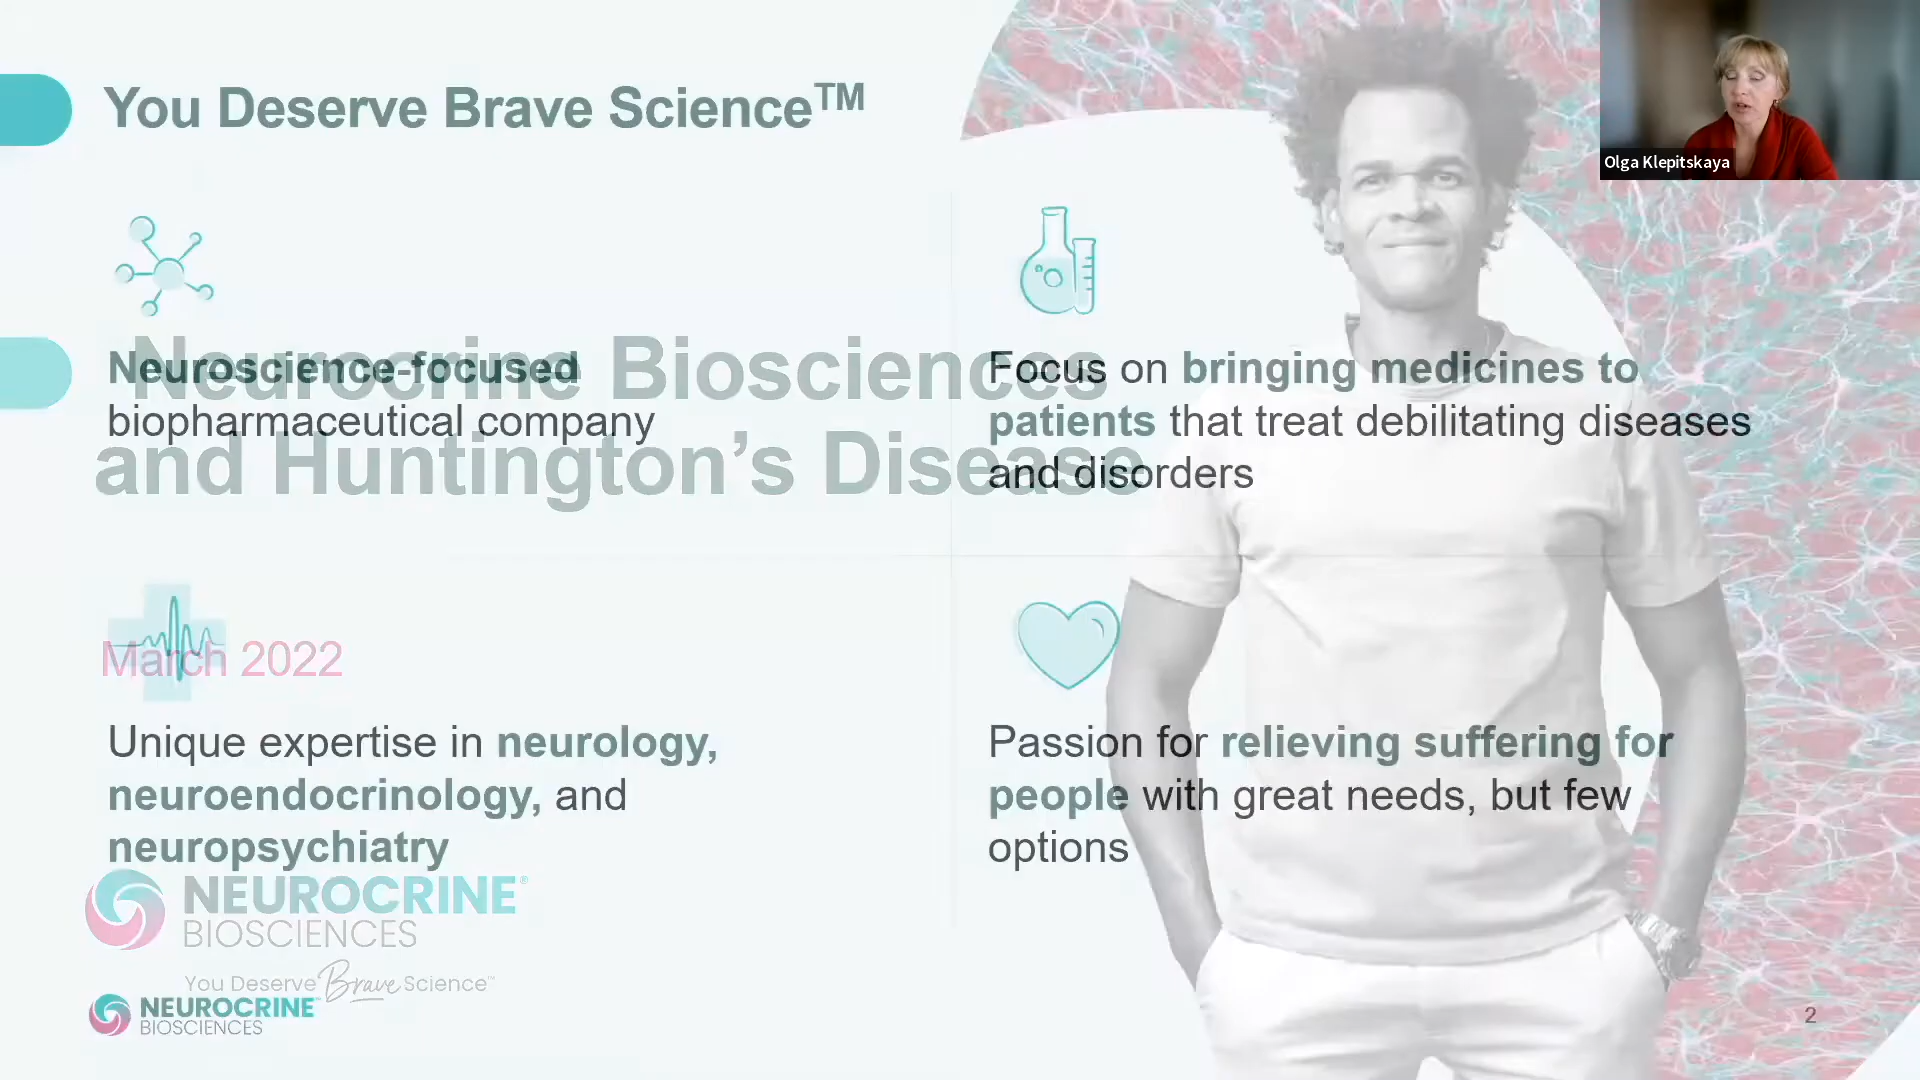 You Deserve Brave Science™
Olga Klepitskaya
Neurocrine Biosciences
and Huntington’s Disease
Neuroscience-focused
biopharmaceutical company
Focus on bringing medicines to
patients that treat debilitating diseases
and disorders
March 2022
Unique expertise in neurology,
neuroendocrinology, and
neuropsychiatry
Passion for relieving suffering for
people with great needs, but few
options
NEUROCRINE®
BIOSCIENCES
You Deserve Brave Science™
NEUROCRINE™
BIOSCIENCES
2